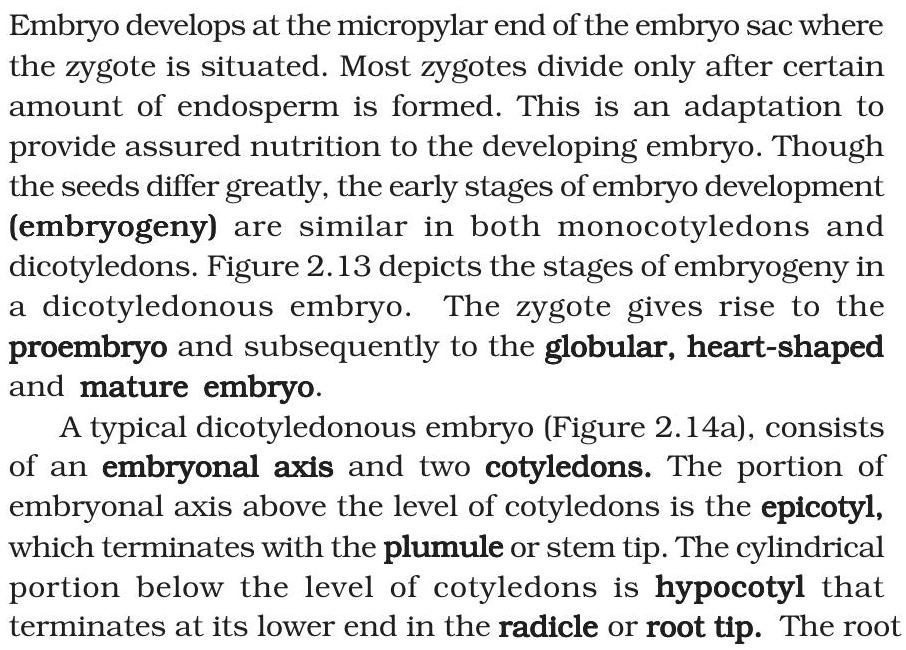 Embryo develops at the micropylar end of the embryo sac where
the zygote is situated. Most zygotes divide only after certain
amount of endosperm is formed. This is an adaptation to
provide assured nutrition to the developing embryo. Though
the seeds differ greatly, the early stages of embryo development
(embryogeny) are similar in both monocotyledons and
dicotyledons. Figure 2.13 depicts the stages of embryogeny in
a dicotyledonous embryo. The zygote gives rise to the
proembryo and subsequently to the globular, heart-shaped
and mature embryo.
A typical dicotyledonous embryo (Figure 2.14a), consists
of an embryonal axis and two cotyledons. The portion of
embryonal axis above the level of cotyledons is the epicotyl,
which terminates with the plumule or stem tip. The cylindrical
portion below the level of cotyledons is hypocotyl that
terminates at its lower end in the radicle or root tip. The root